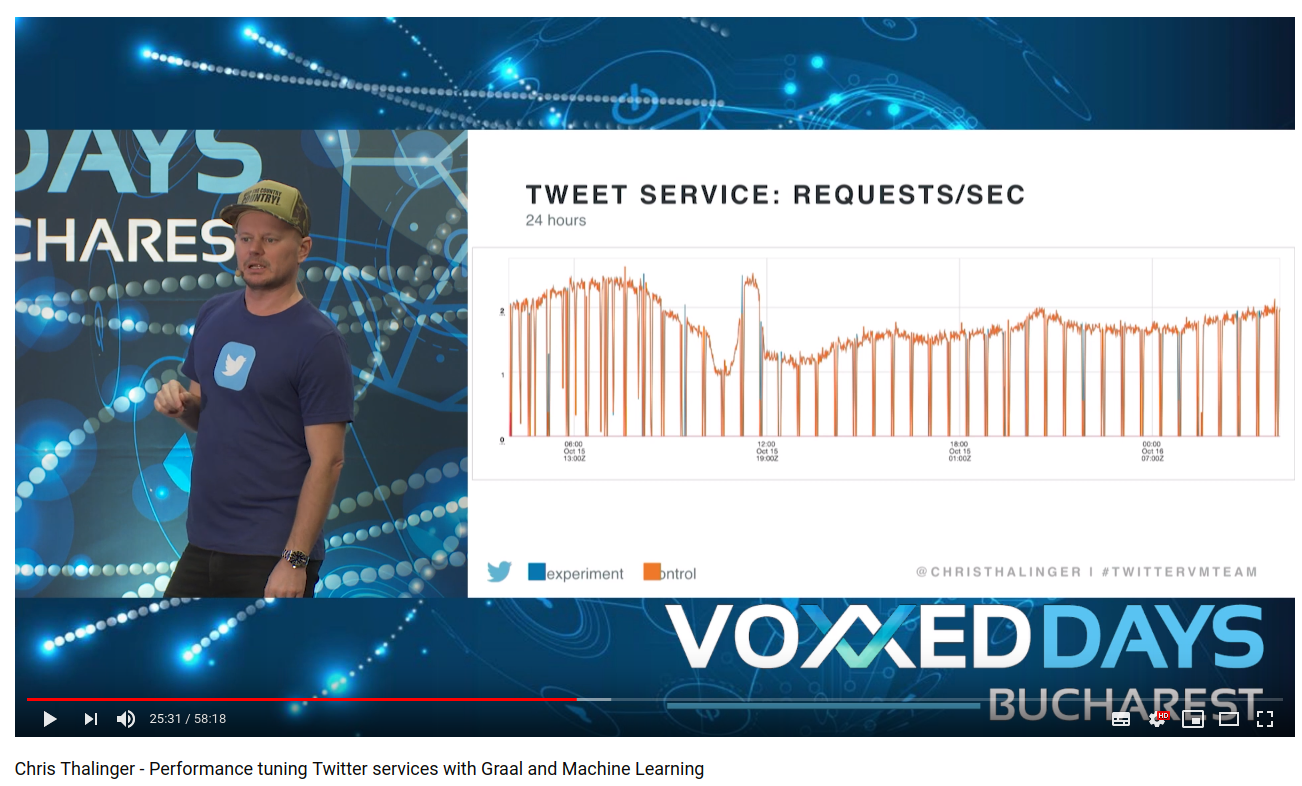 DAYS
CHARES
COUNTRY!
TWEET SERVICE: REQUESTS/SEC
24 hours
2
1
0
06:00
Oct 15
13:00Z
12:00
Oct 15
19:00Z
18:00
Oct 15
01:00Z
00:00
Oct 16
07:00Z
experiment
ontrol
@CHRISTHALINGER | #TWITTERVMTEAM
VOXXED DAYS
BUCHAREST
25:31 / 58:18
HD
Chris Thalinger - Performance tuning Twitter services with Graal and Machine Learning